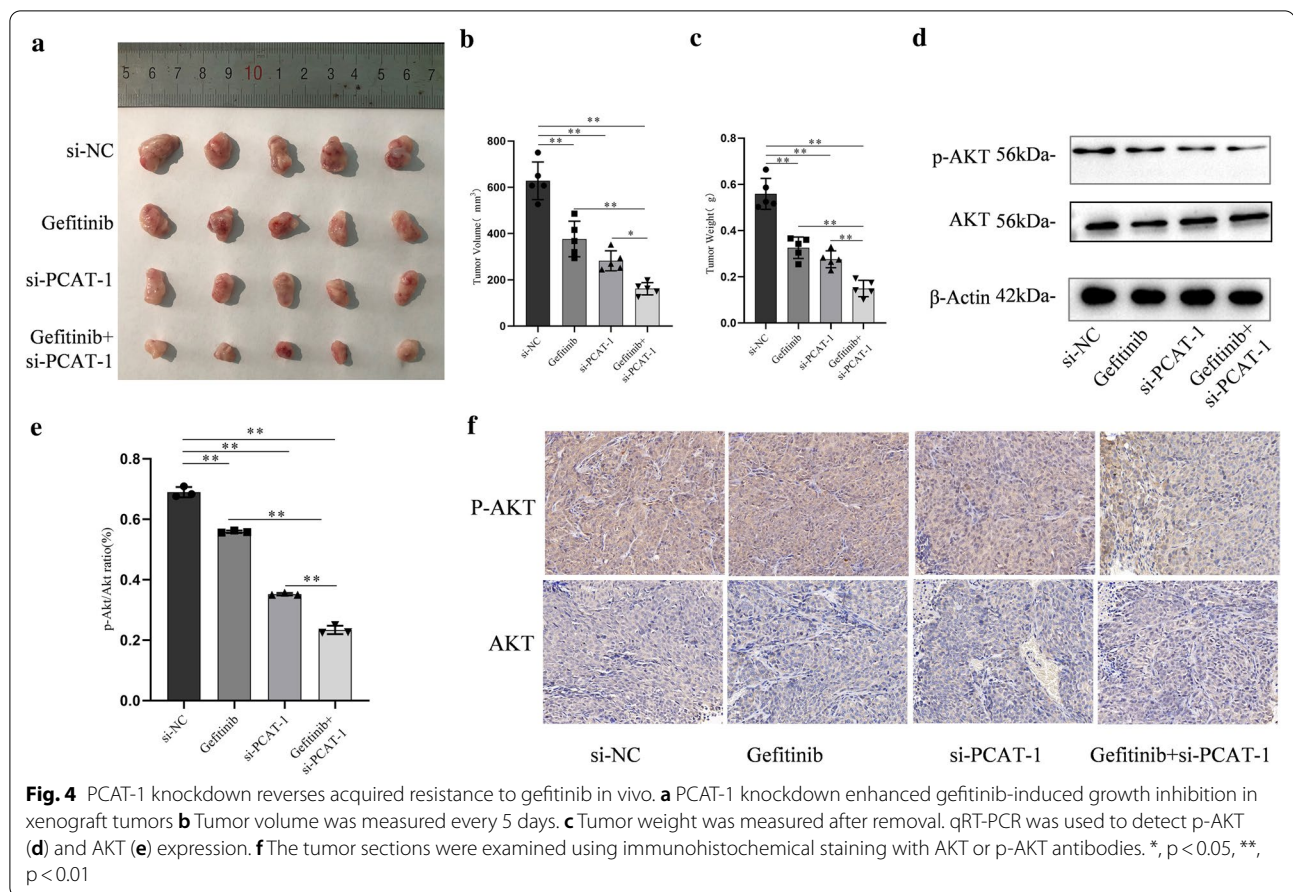 a
5 6 7 8 9 10 1 2 3 4 5 6 7
si-NC
Gefitinib
si-PCAT-1
Gefitinib+
si-PCAT-1
b
Tumor Volume( mm³)
800
600
400
200
0
**
**
**
**
*
si-NC
Gefitinib
si-PCAT-1
Gefitinib+
si-PCAT-1
c
Tumor Weight( g)
0.8
0.6
0.4
0.2
0.0
**
**
**
**
**
si-NC
Gefitinib
si-PCAT-1
Gefitinib+
si-PCAT-1
d
p-AKT 56kDa-
AKT 56kDa-
β-Actin 42kDa-
si-NC
Gefitinib
si-PCAT-1
Gefitinib+
si-PCAT-1
e
p-Akt/Akt ratio(%)
0.8
0.6
0.4
0.2
0.0
**
**
**
**
**
si-NC
Gefitinib
si-PCAT-1
Gefitinib+
si-PCAT-1
f
P-AKT
AKT
si-NC
Gefitinib
si-PCAT-1
Gefitinib+si-PCAT-1
Fig. 4 PCAT-1 knockdown reverses acquired resistance to gefitinib in vivo. a PCAT-1 knockdown enhanced gefitinib-induced growth inhibition in
xenograft tumors b Tumor volume was measured every 5 days. c Tumor weight was measured after removal. qRT-PCR was used to detect p-AKT
(d) and AKT (e) expression. f The tumor sections were examined using immunohistochemical staining with AKT or p-AKT antibodies. *, p < 0.05, **,
p < 0.01